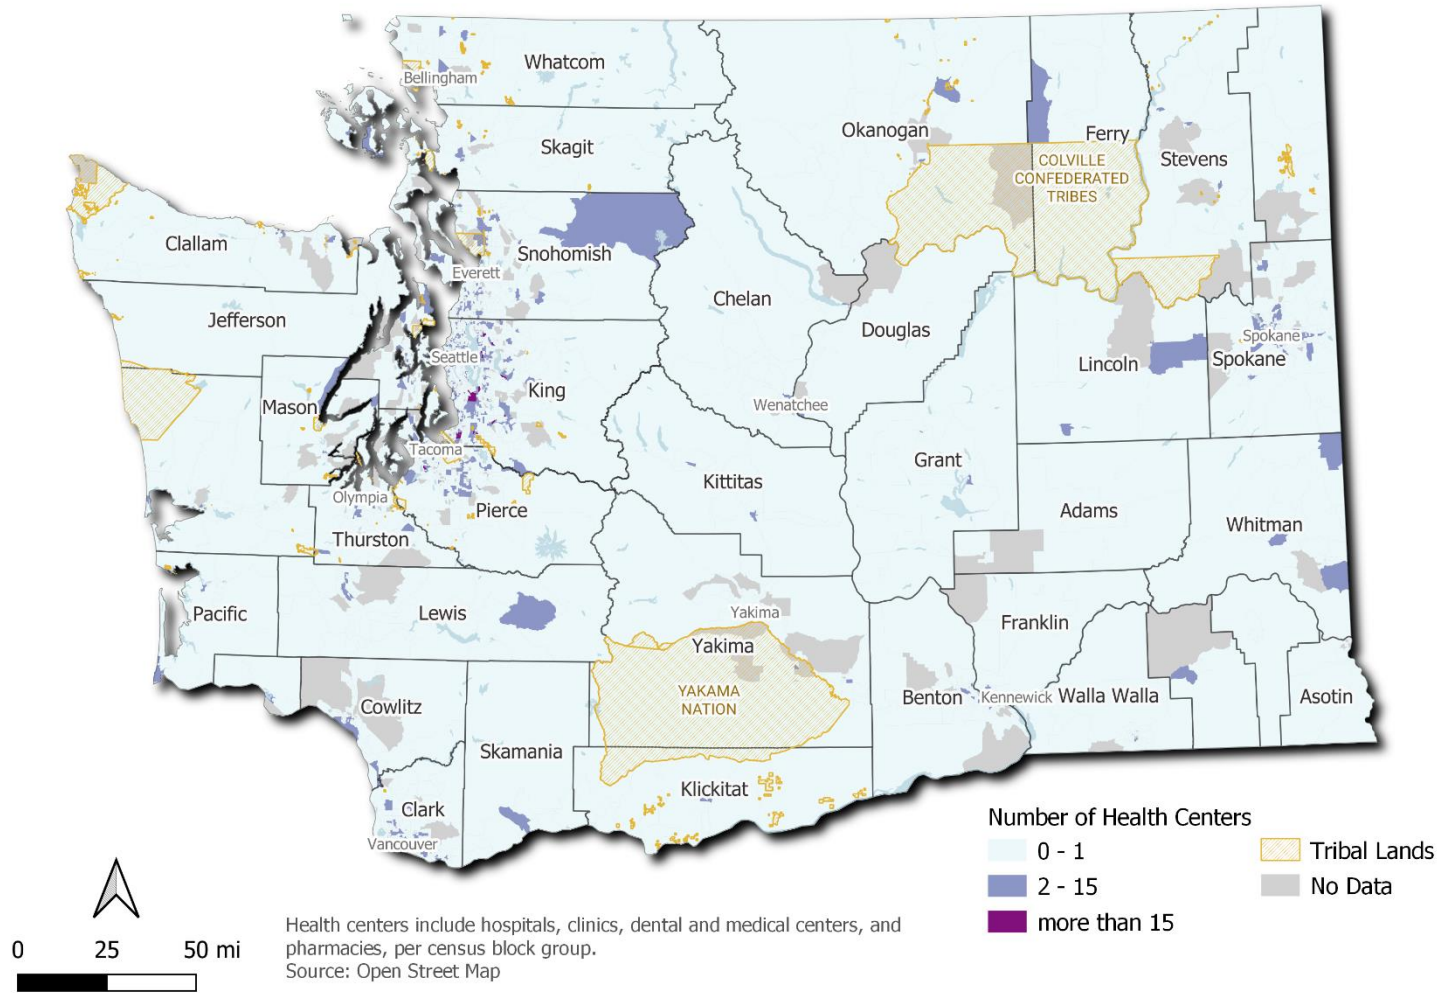 Whatcom
Bellingham
Okanogan
Ferry
Skagit
Stevens
COLVILLE
CONFEDERATED
TRIBES
Clallam
Snohomish
Everett
Chelan
Jefferson
Douglas
Seattle
Spokane
Lincoln
Spokane
King
Mason
Wenatchee
Tacoma
Grant
Kittitas
Olympia
Pierce
Adams
Whitman
Thurston
Pacific
Lewis
Yakima
Franklin
Yakima
YAKAMA
NATION
Benton
Kennewick
Walla Walla
Asotin
Cowlitz
Skamania
Klickitat
Clark
Vancouver
Number of Health Centers
0 - 1
2 - 15
more than 15
Tribal Lands
No Data
0 25 50 mi
Health centers include hospitals, clinics, dental and medical centers, and
pharmacies, per census block group.
Source: Open Street Map